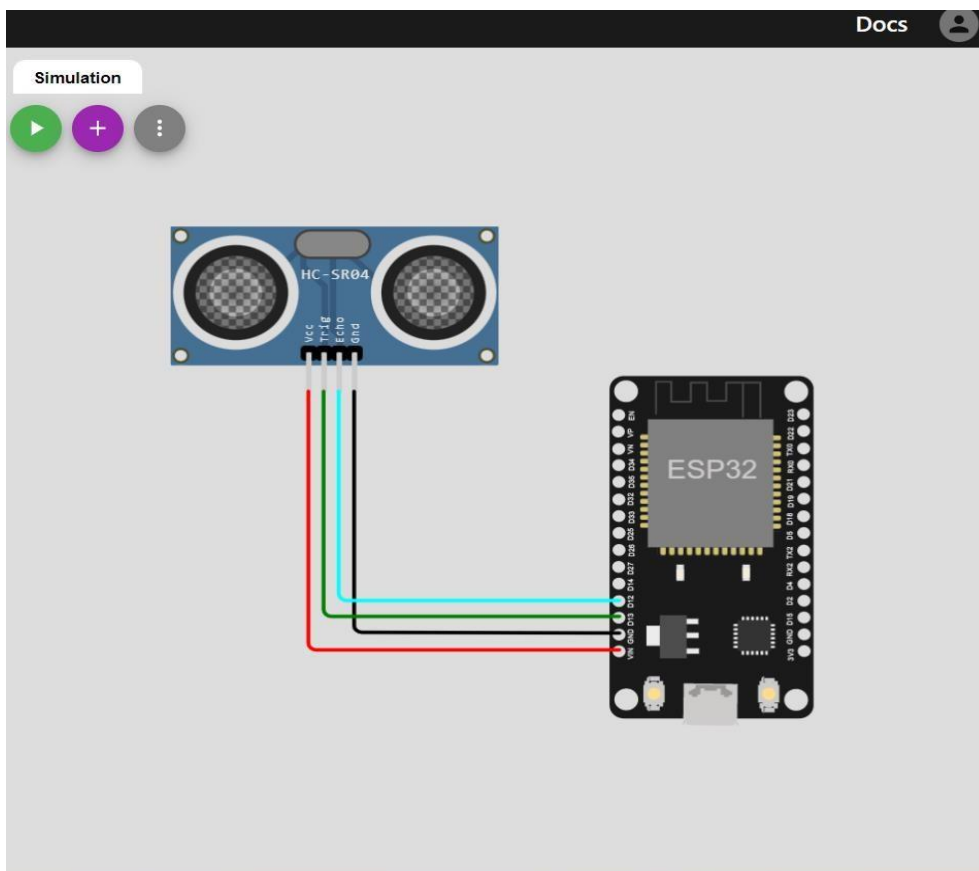 Docs
Simulation
HC-SR04
Vcc
Trig
Echo
Gnd
ESP32
EN
VP
VN
D34
D35
D32
D33
D25
D26
D27
D14
D12
D13
GND
VIN
D23
D22
TX0
RX0
D21
D19
D18
D5
TX2
RX2
D4
D2
D15
GND
3V3